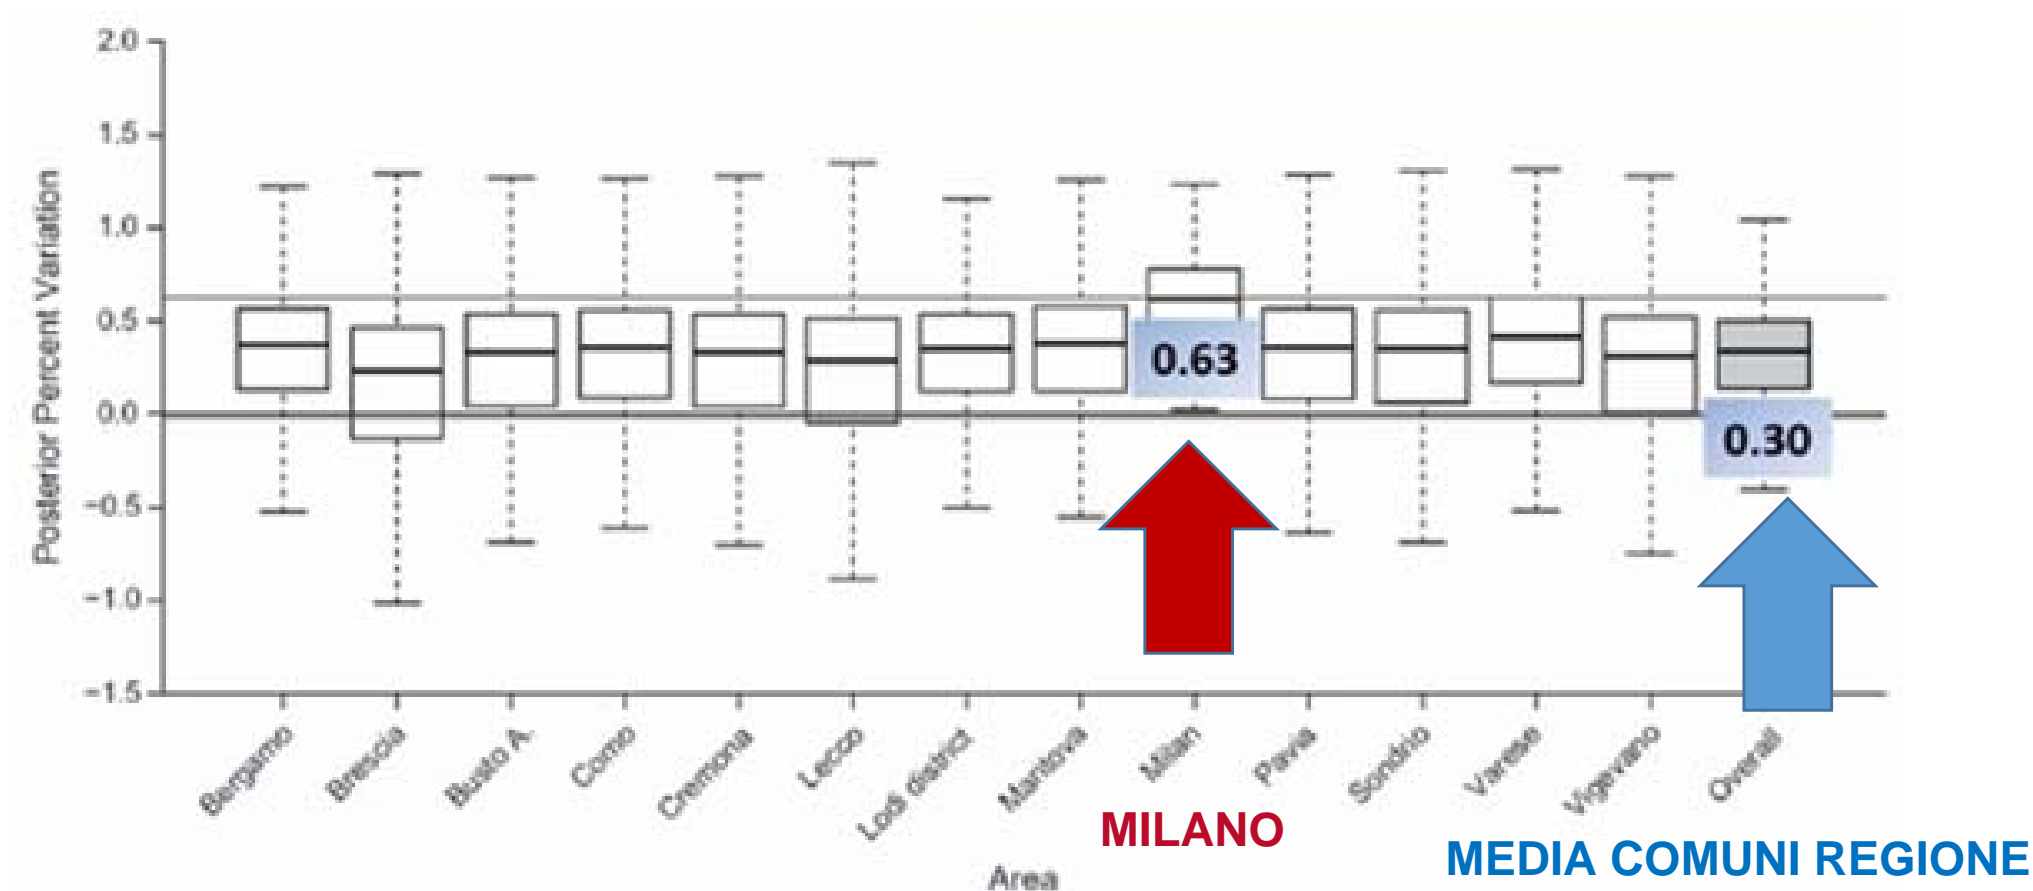 2.0
1.5
1.0
0.5
0.0
−0.5
−1.0
−1.5
Posterior Percent Variation
0.63
0.30
Bergamo
Brescia
Busto A.
Como
Cremona
Lecco
Lodi district
Mantova
Milan
Pavia
Sondrio
Varese
Vigevano
Overall
MILANO
MEDIA COMUNI REGIONE
Area